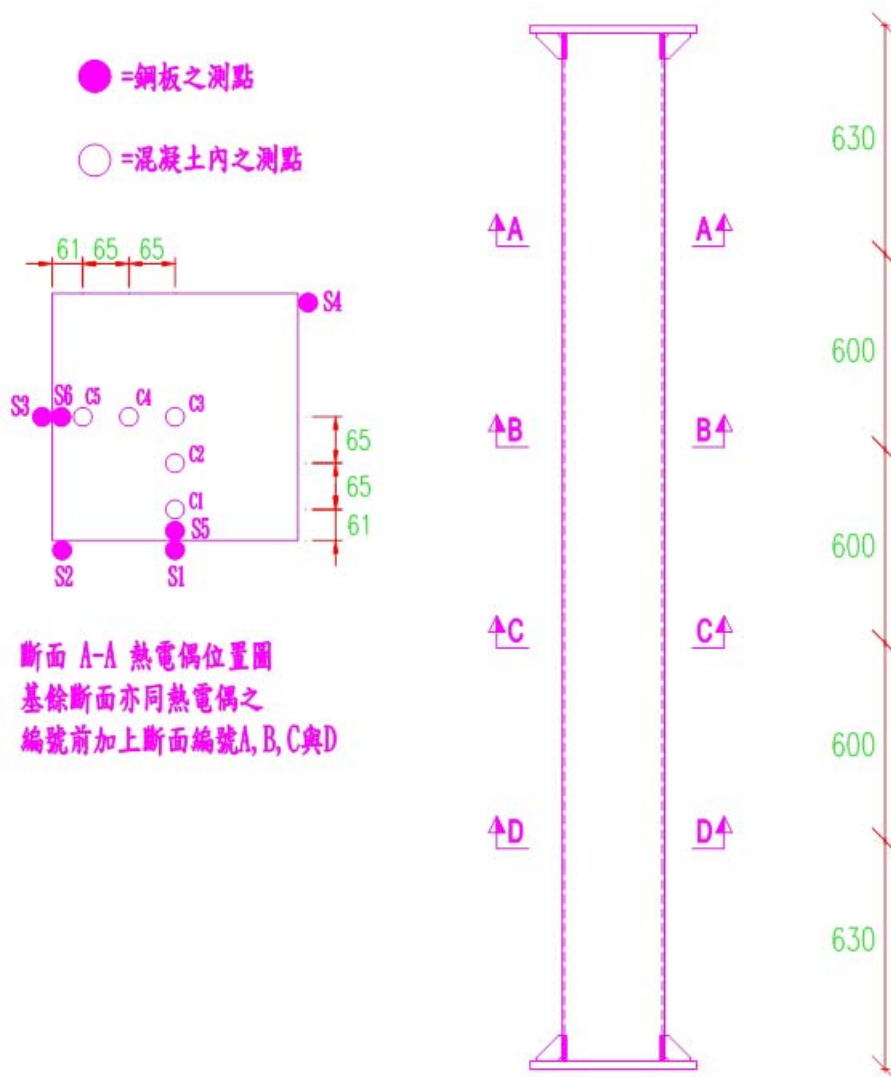 =鋼板之測點
=混凝土內之測點
61 65 65
S4
S3 S6 C5 C4 C3
C2
C1
S5
S2 S1
65
65
61
斷面 A-A 熱電偶位置圖
基餘斷面亦同熱電偶之
編號前加上斷面編號A,B,C與D
A A
B B
C C
D D
630
600
600
600
630